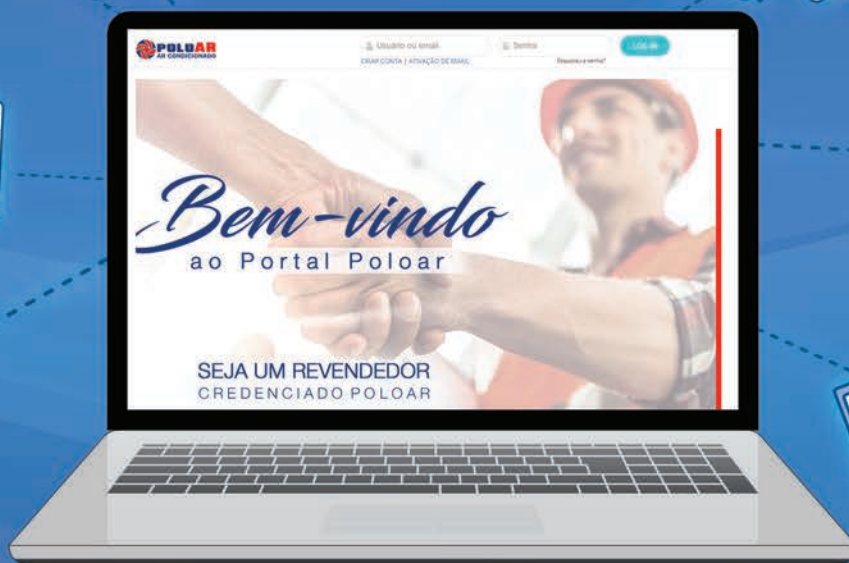 POLOAR
AR CONDICIONADO
Usuário ou email
Senha
LOG IN
CRIAR CONTA | ATIVAÇÃO DE EMAIL
Esqueceu a senha?
Bem-vindo
ao Portal Poloar
SEJA UM REVENDEDOR
CREDENCIADO POLOAR